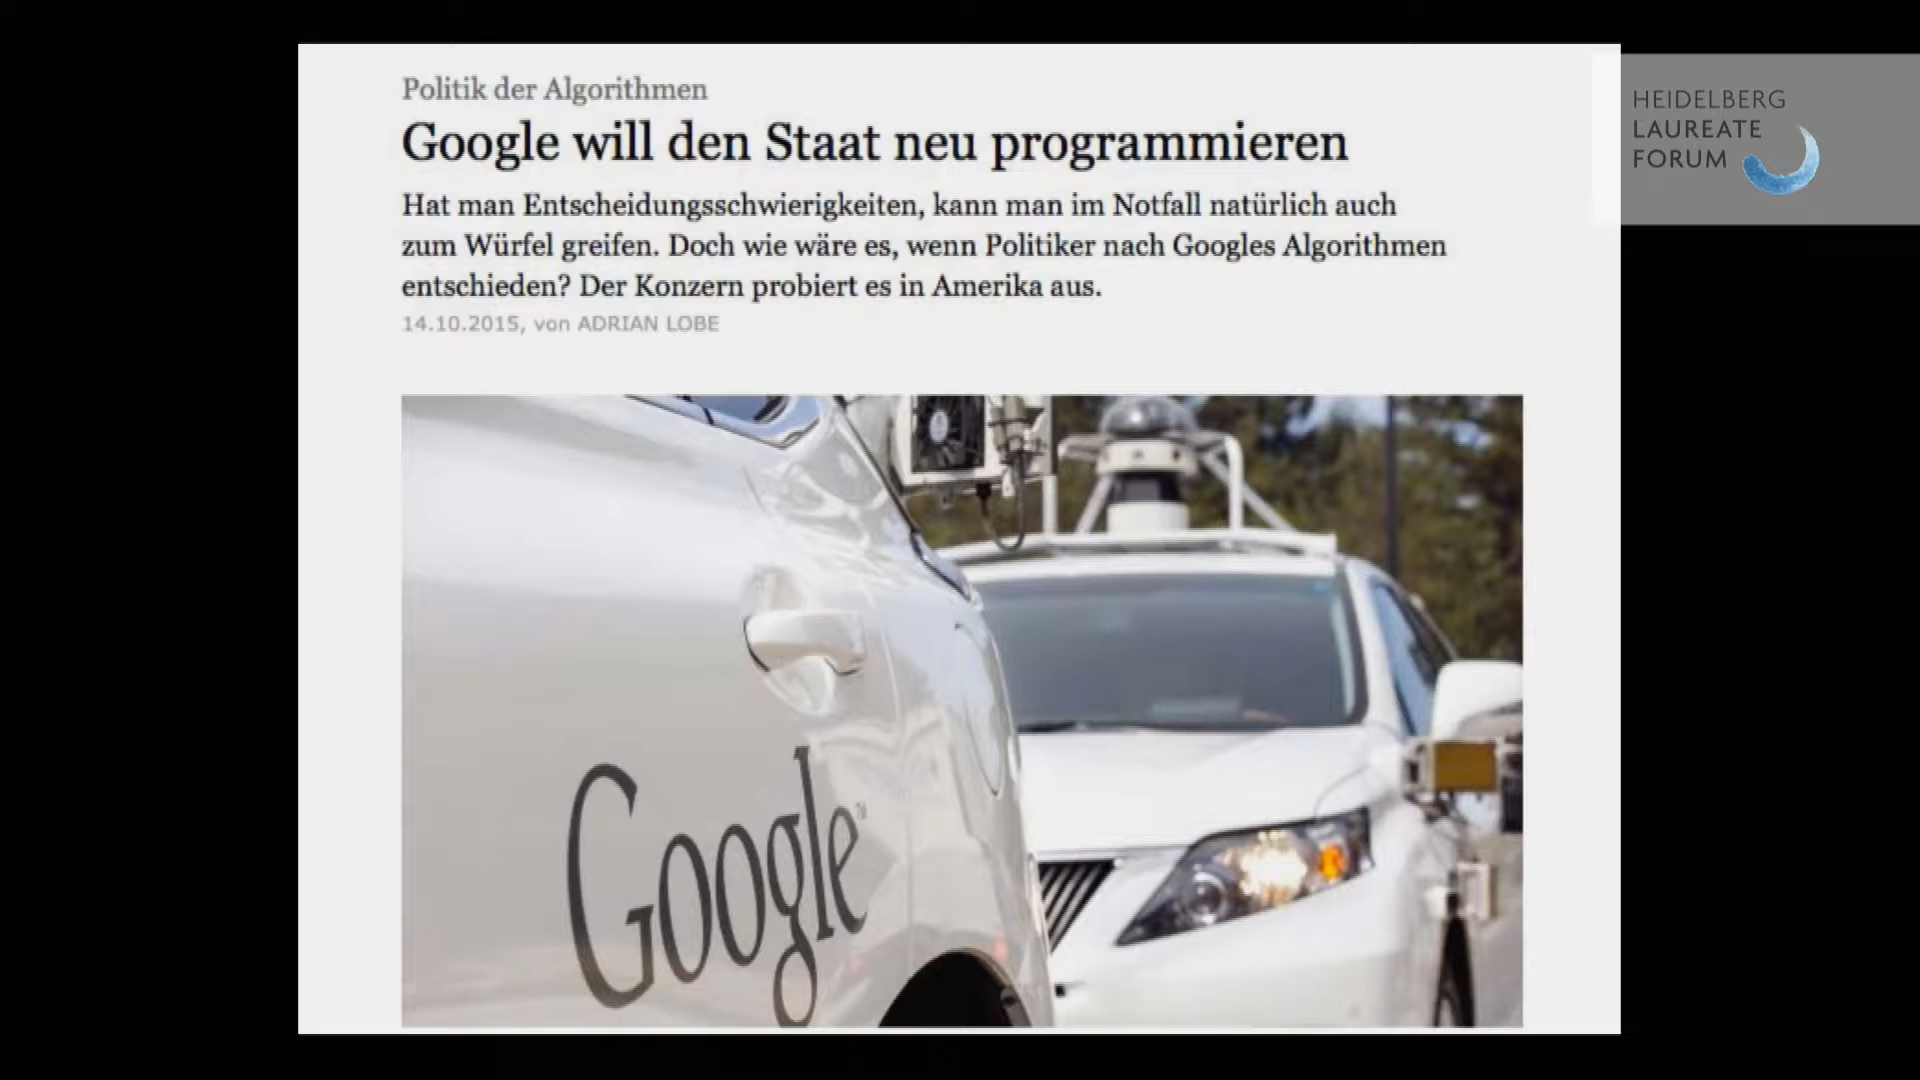 Politik der Algorithmen
Google will den Staat neu programmieren
Hat man Entscheidungsschwierigkeiten, kann man im Notfall natürlich auch
zum Würfel greifen. Doch wie wäre es, wenn Politiker nach Googles Algorithmen
entschieden? Der Konzern probiert es in Amerika aus.
14.10.2015, von ADRIAN LOBE
HEIDELBERG
LAUREATE
FORUM
Google™